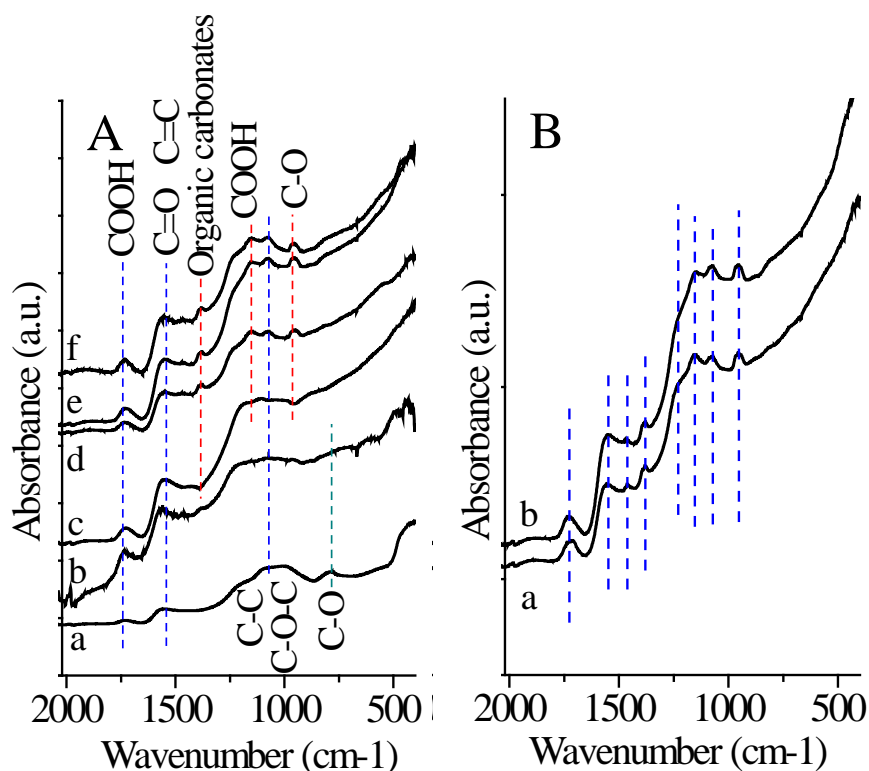 A
COOH
C=O C=C
Organic carbonates
COOH
C-O
f
e
d
c
b
a
C-C
C-O-C
C-O
Absorbance (a.u.)
2000 1500 1000 500
Wavenumber (cm-1)
B
b
a
Absorbance (a.u.)
2000 1500 1000 500
Wavenumber (cm-1)